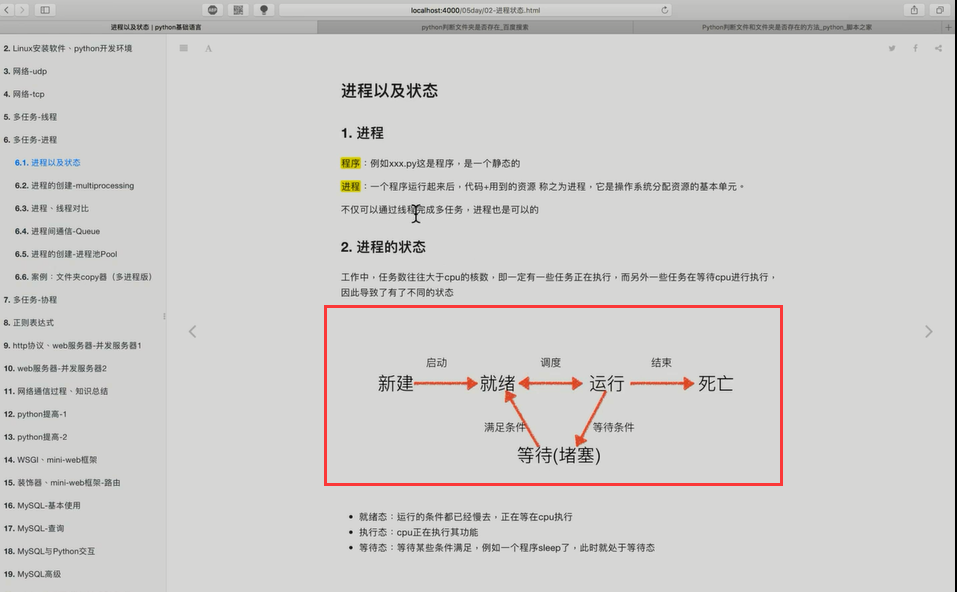 localhost:4000/05day/02-进程状态.html
进程以及状态 | python基础语言
python判断文件夹是否存在_百度搜索
Python判断文件和文件夹是否存在的方法_python_脚本之家
2. Linux安装软件、python开发环境
3. 网络-udp
4. 网络-tcp
5. 多任务-线程
6. 多任务-进程
6.1. 进程以及状态
6.2. 进程的创建-multiprocessing
6.3. 进程、线程对比
6.4. 进程间通信-Queue
6.5. 进程的创建-进程池Pool
6.6. 案例：文件夹copy器（多进程版）
7. 多任务-协程
8. 正则表达式
9. http协议、web服务器-并发服务器1
10. web服务器-并发服务器2
11. 网络通信过程、知识总结
12. python提高-1
13. python提高-2
14. WSGI、mini-web框架
15. 装饰器、mini-web框架-路由
16. MySQL-基本使用
17. MySQL-查询
18. MySQL与Python交互
19. MySQL高级
A
进程以及状态
1. 进程
程序：例如xxx.py这是程序，是一个静态的
进程：一个程序运行起来后，代码+用到的资源 称之为进程，它是操作系统分配资源的基本单元。
不仅可以通过线程完成多任务，进程也是可以的
2. 进程的状态
工作中，任务数往往大于cpu的核数，即一定有一些任务正在执行，而另外一些任务在等待cpu进行执行，
因此导致了有了不同的状态
启动 调度 结束
新建 就绪 运行 死亡
满足条件 等待条件
等待(堵塞)
就绪态：运行的条件都已经慢去，正在等在cpu执行
执行态：cpu正在执行其功能
等待态：等待某些条件满足，例如一个程序sleep了，此时就处于等待态